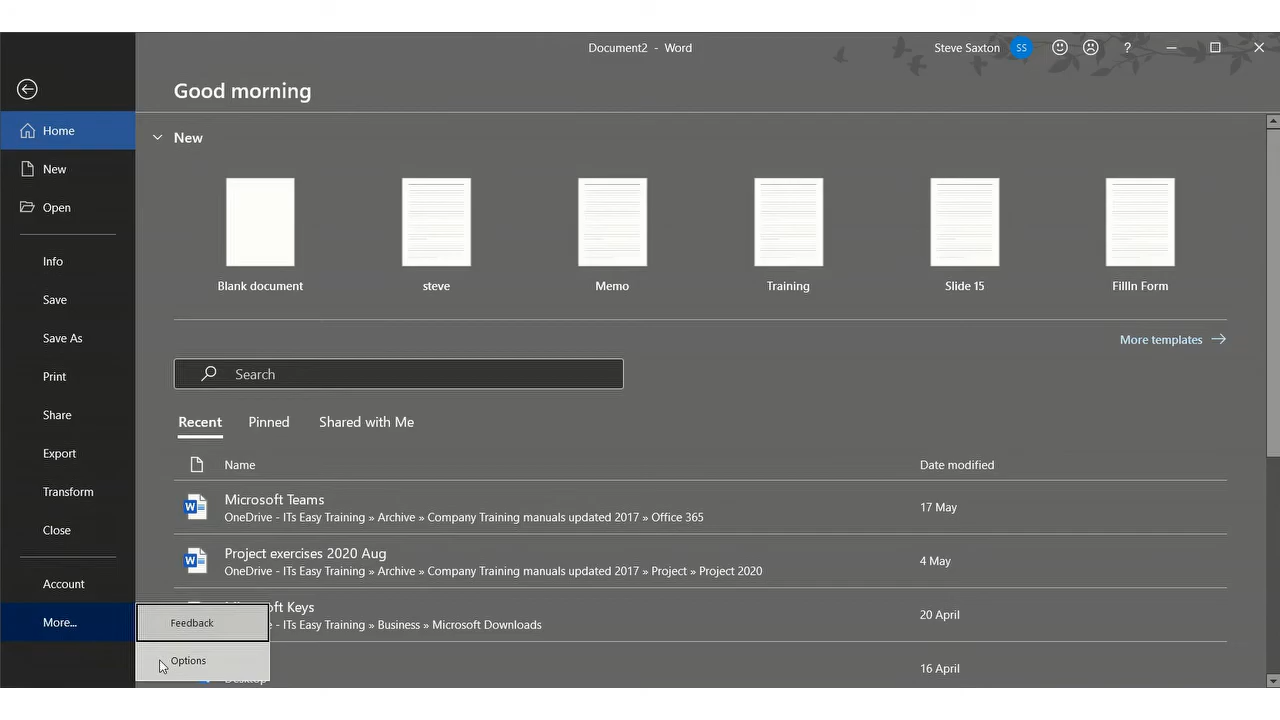 Document2 - Word
Steve Saxton
SS
?
Good morning
Home
New
Open
Info
Save
Save As
Print
Share
Export
Transform
Close
Account
More...
Feedback
Options
New
Blank document
steve
Memo
Training
Slide 15
FillIn Form
More templates
Search
Recent Pinned Shared with Me
Name Date modified
Microsoft Teams
OneDrive - ITs Easy Training » Archive » Company Training manuals updated 2017 » Office 365
17 May
Project exercises 2020 Aug
OneDrive - ITs Easy Training » Archive » Company Training manuals updated 2017 » Project » Project 2020
4 May
ft Keys
- ITs Easy Training » Business » Microsoft Downloads
20 April
16 April